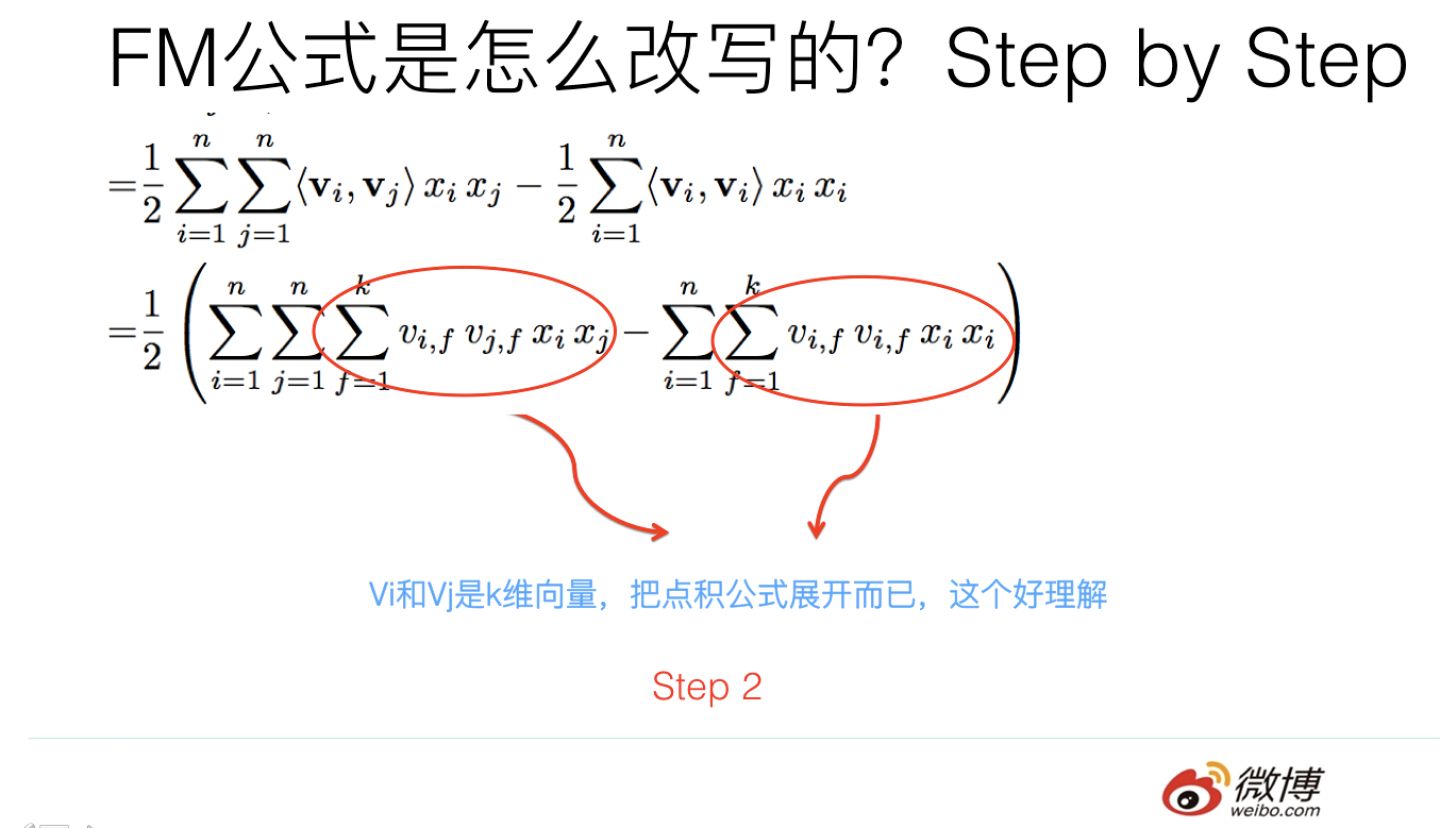 FM公式是怎么改写的？Step by Step
=\frac{1}{2} \sum_{i=1}^{n} \sum_{j=1}^{n} \langle \mathbf{v}_i, \mathbf{v}_j \rangle x_i x_j - \frac{1}{2} \sum_{i=1}^{n} \langle \mathbf{v}_i, \mathbf{v}_i \rangle x_i x_i
=\frac{1}{2} \left( \sum_{i=1}^{n} \sum_{j=1}^{n} \sum_{f=1}^{k} v_{i,f} v_{j,f} x_i x_j - \sum_{i=1}^{n} \sum_{f=1}^{k} v_{i,f} v_{i,f} x_i x_i \right)
Vi和Vj是k维向量，把点积公式展开而已，这个好理解
Step 2
微博
weibo.com